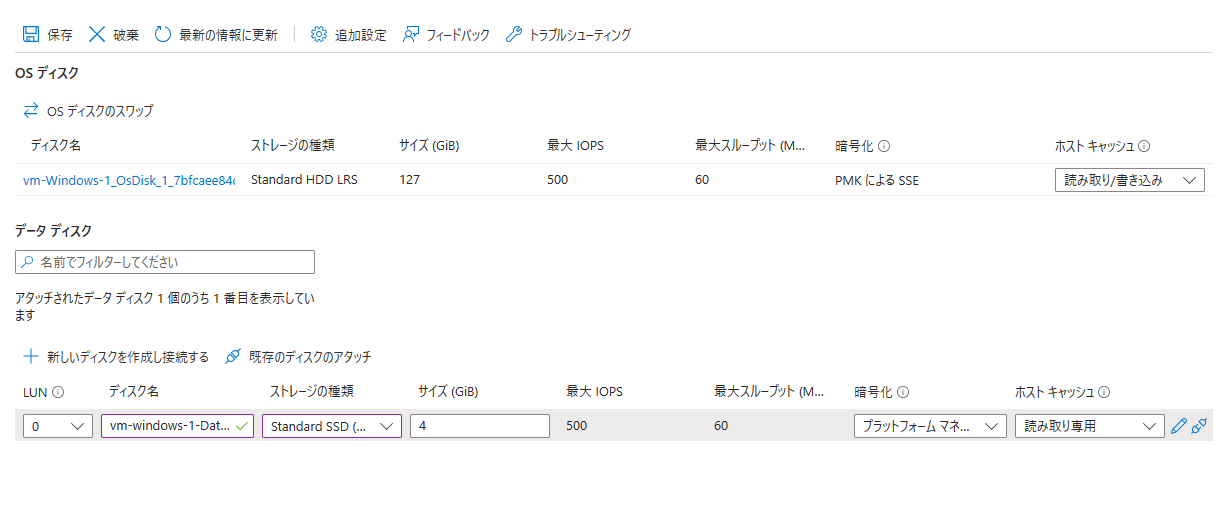 保存 破棄 最新の情報に更新 追加設定 フィードバック トラブルシューティング
OS ディスク
OS ディスクのスワップ
ディスク名 ストレージの種類 サイズ (GiB) 最大 IOPS 最大スループット (M... 暗号化 ホスト キャッシュ
vm-Windows-1_OsDisk_1_7bfcaee84c Standard HDD LRS 127 500 60 PMK による SSE 読み取り/書き込み
データ ディスク
名前でフィルターしてください
アタッチされたデータ ディスク 1 個のうち 1 番目を表示してい
ます
新しいディスクを作成し接続する 既存のディスクのアタッチ
LUN ディスク名 ストレージの種類 サイズ (GiB) 最大 IOPS 最大スループット (M... 暗号化 ホスト キャッシュ
0 vm-windows-1-Dat... Standard SSD (... 4 500 60 プラットフォーム マネ... 読み取り専用